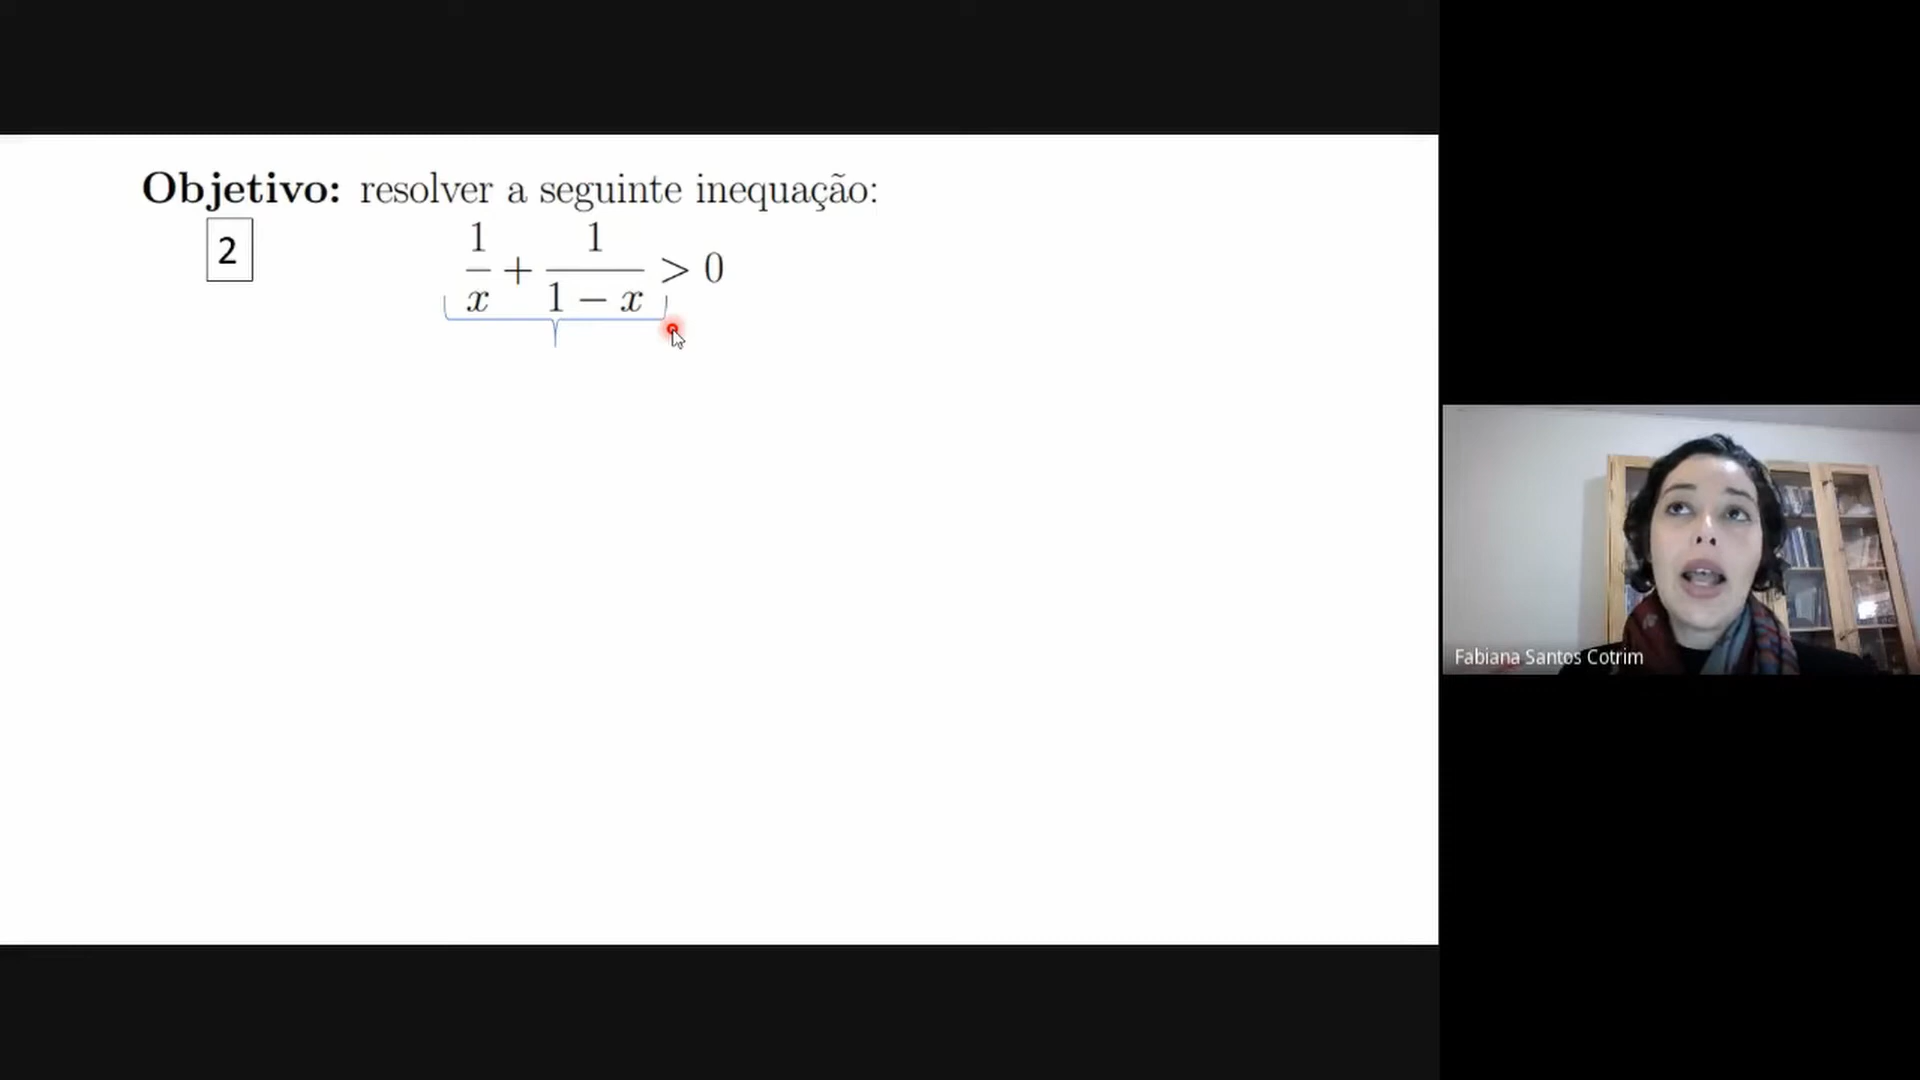 Objetivo: resolver a seguinte inequação:
2
1/x + 1/(1 − x) > 0
Fabiana Santos Cotrim